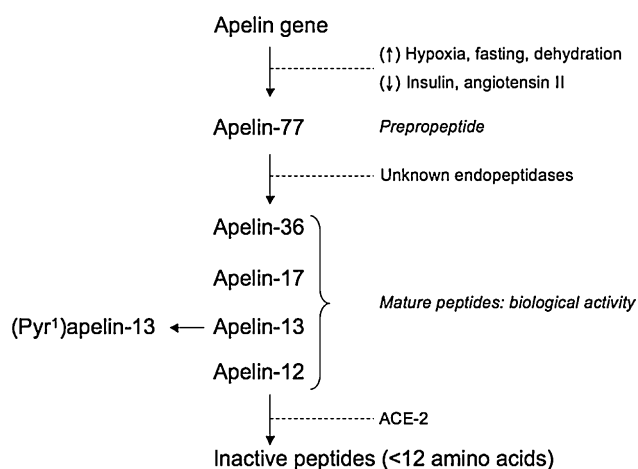 Apelin gene
(↑) Hypoxia, fasting, dehydration
(↓) Insulin, angiotensin II
Apelin-77
Prepropeptide
Unknown endopeptidases
Apelin-36
Apelin-17
Mature peptides: biological activity
(Pyr¹)apelin-13
Apelin-13
Apelin-12
ACE-2
Inactive peptides (<12 amino acids)